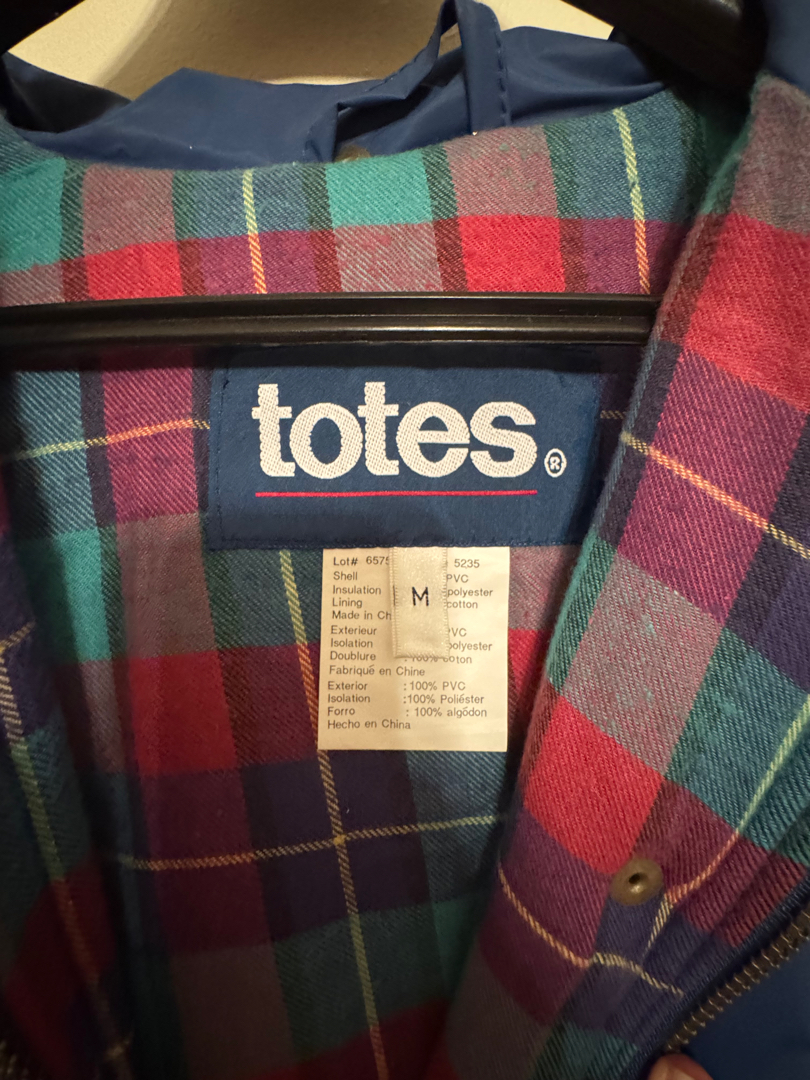 totes®
Lot# 657 5235
Shell PVC
Insulation polyester
Lining cotton
Made in Ch
M
Exterieur PVC
Isolation polyester
Doublure : 100% coton
Fabriqué en Chine
Exterior : 100% PVC
Isolation : 100% Poliéster
Forro : 100% algódon
Hecho en China